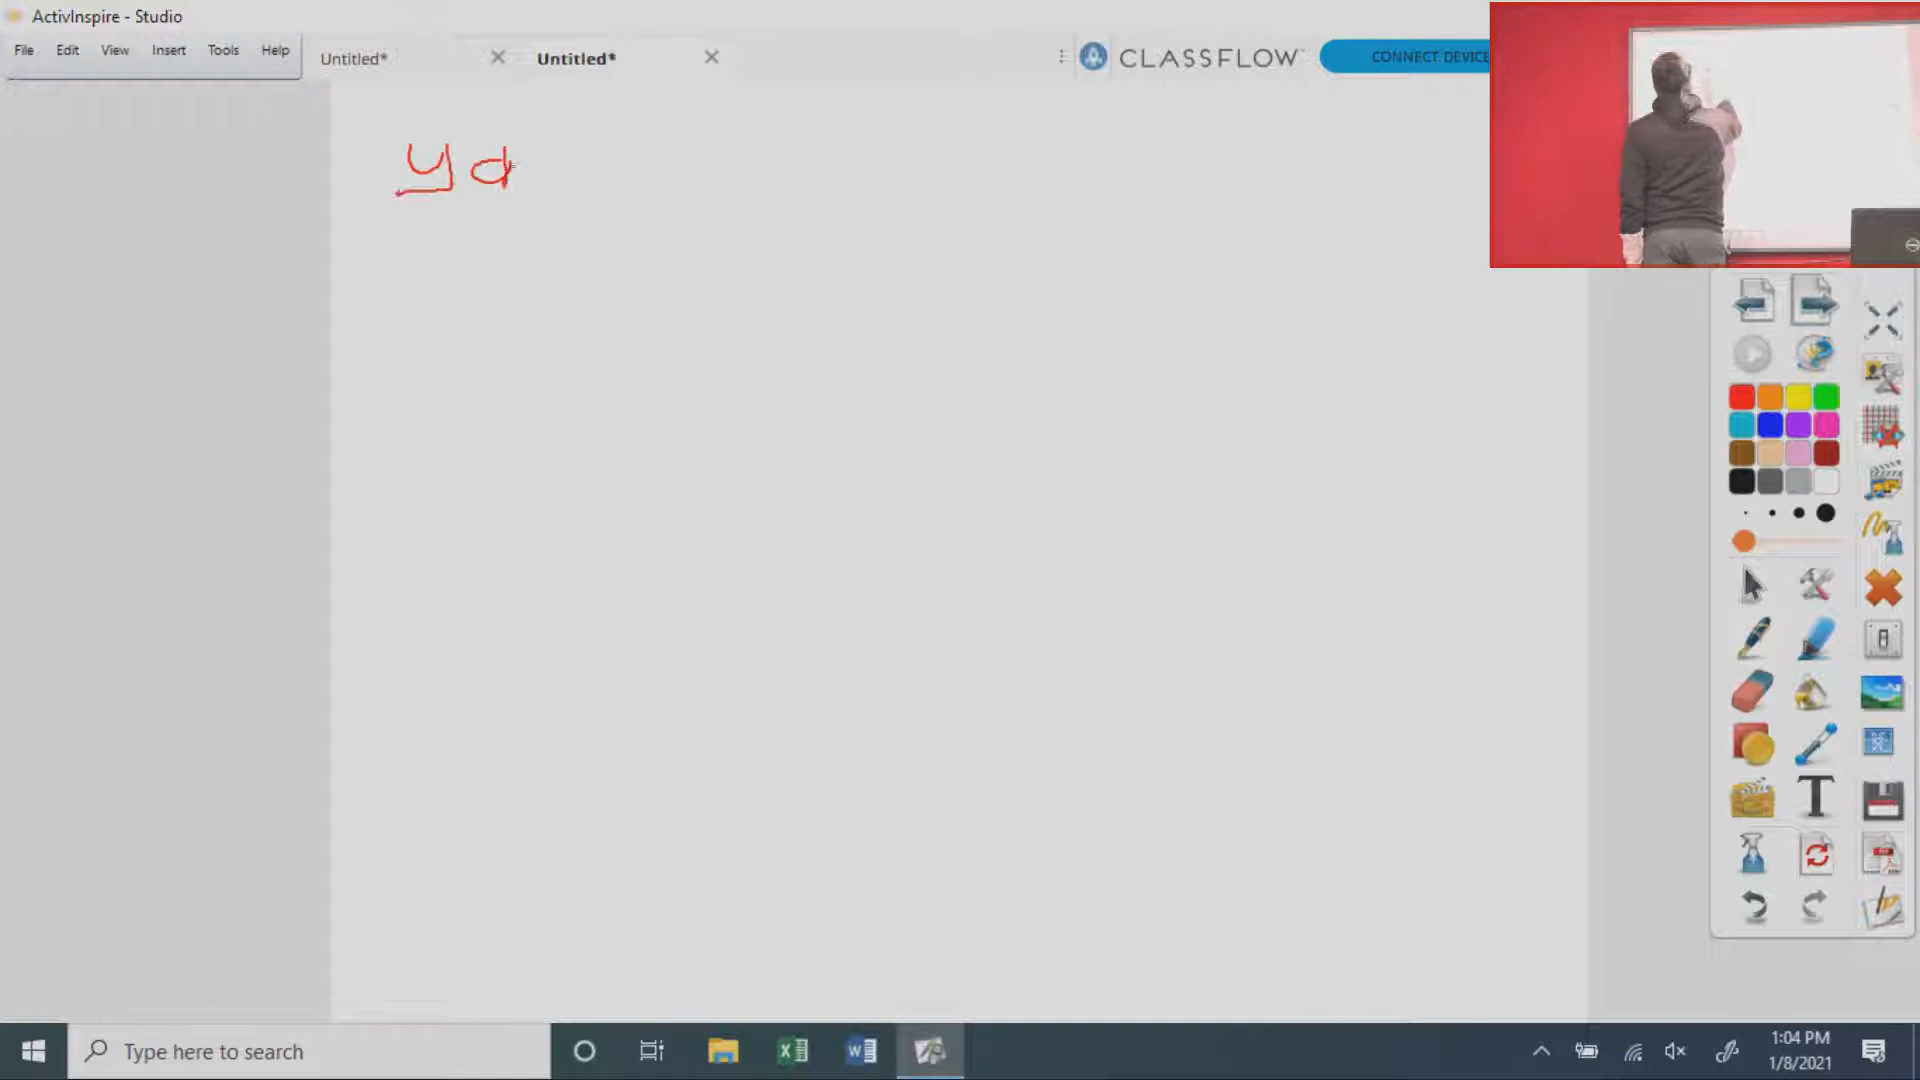 ActivInspire - Studio
File Edit View Insert Tools Help
Untitled* Untitled* CLASSFLOW CONNECT DEVICE
yd
T
Type here to search
1:04 PM
1/8/2021